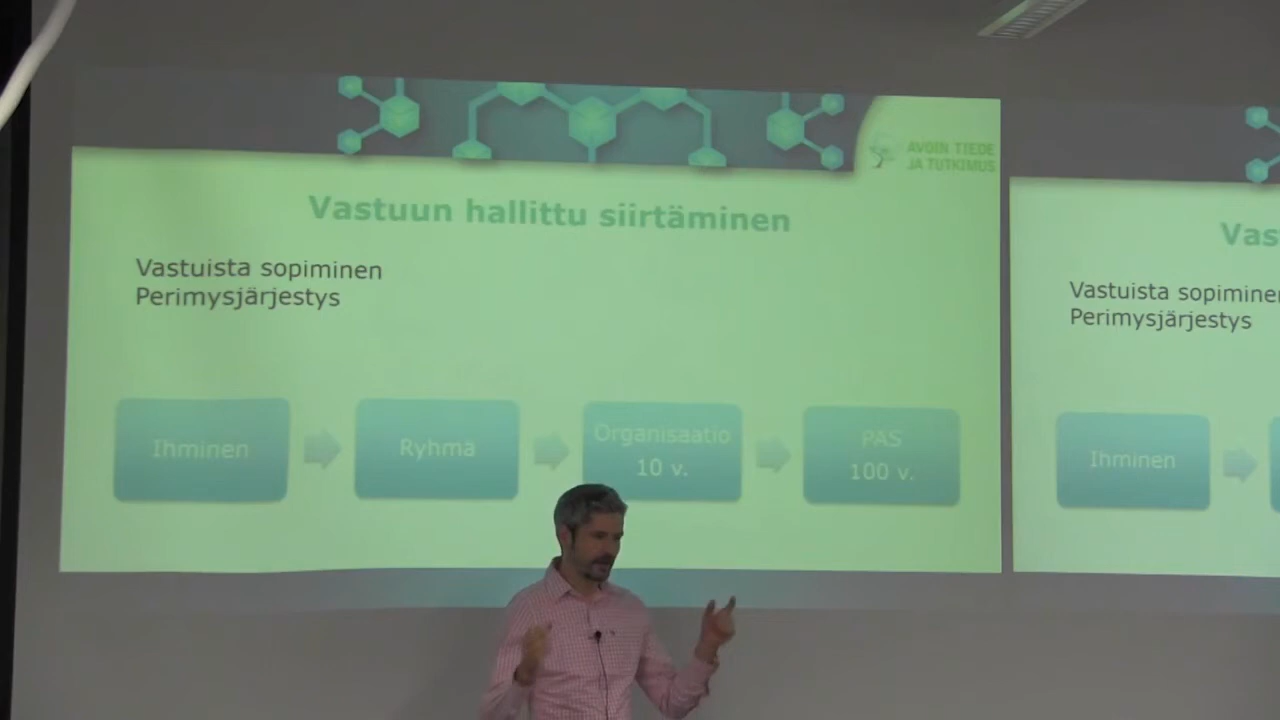 AVOIN TIEDE
JA TUTKIMUS
Vastuun hallittu siirtäminen
Vastuista sopiminen
Perimysjärjestys
Ihminen
Ryhmä
Organisaatio
10 v.
PAS
100 v.
Vas
Vastuista sopiminen
Perimysjärjestys
Ihminen